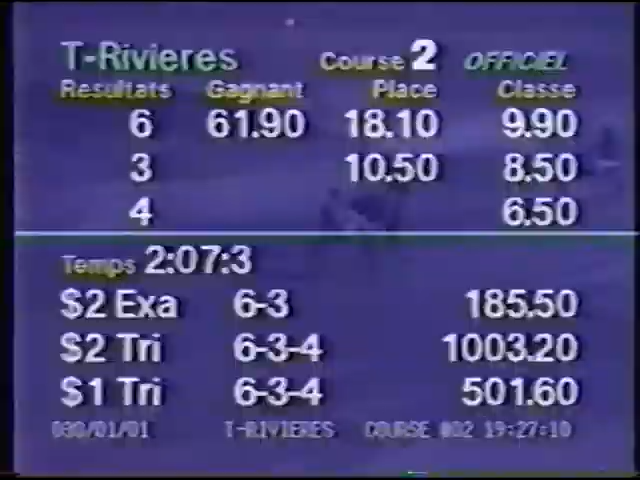 T-Rivieres Course 2 OFFICIEL
Resultats Gagnant Place Classe
6 61.90 18.10 9.90
3 10.50 8.50
4 6.50
Temps 2:07:3
$2 Exa 6-3 185.50
$2 Tri 6-3-4 1003.20
$1 Tri 6-3-4 501.60
T-RIVIERES COURSE 002 19:27:10